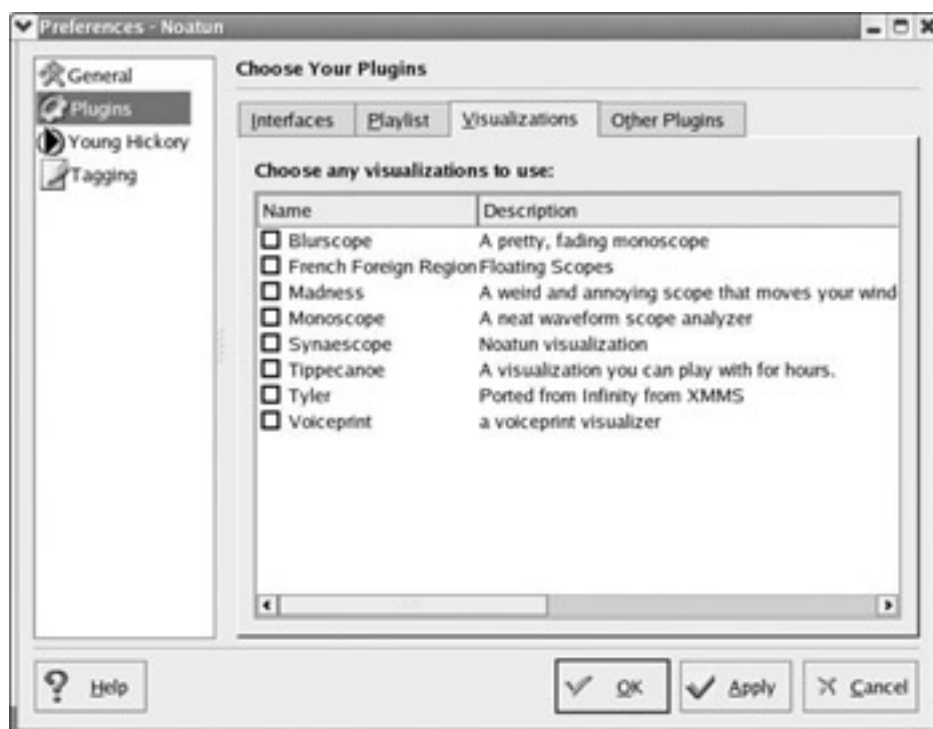 Preferences - Noatun
General
Plugins
Young Hickory
Tagging
Choose Your Plugins
Interfaces Playlist Visualizations Other Plugins
Choose any visualizations to use:
Name Description
Blurscope A pretty, fading monoscope
French Foreign Region Floating Scopes
Madness A weird and annoying scope that moves your wind
Monoscope A neat waveform scope analyzer
Synaescope Noatun visualization
Tippecanoe A visualization you can play with for hours.
Tyler Ported from Infinity from XMMS
Voiceprint a voiceprint visualizer
? Help OK Apply Cancel